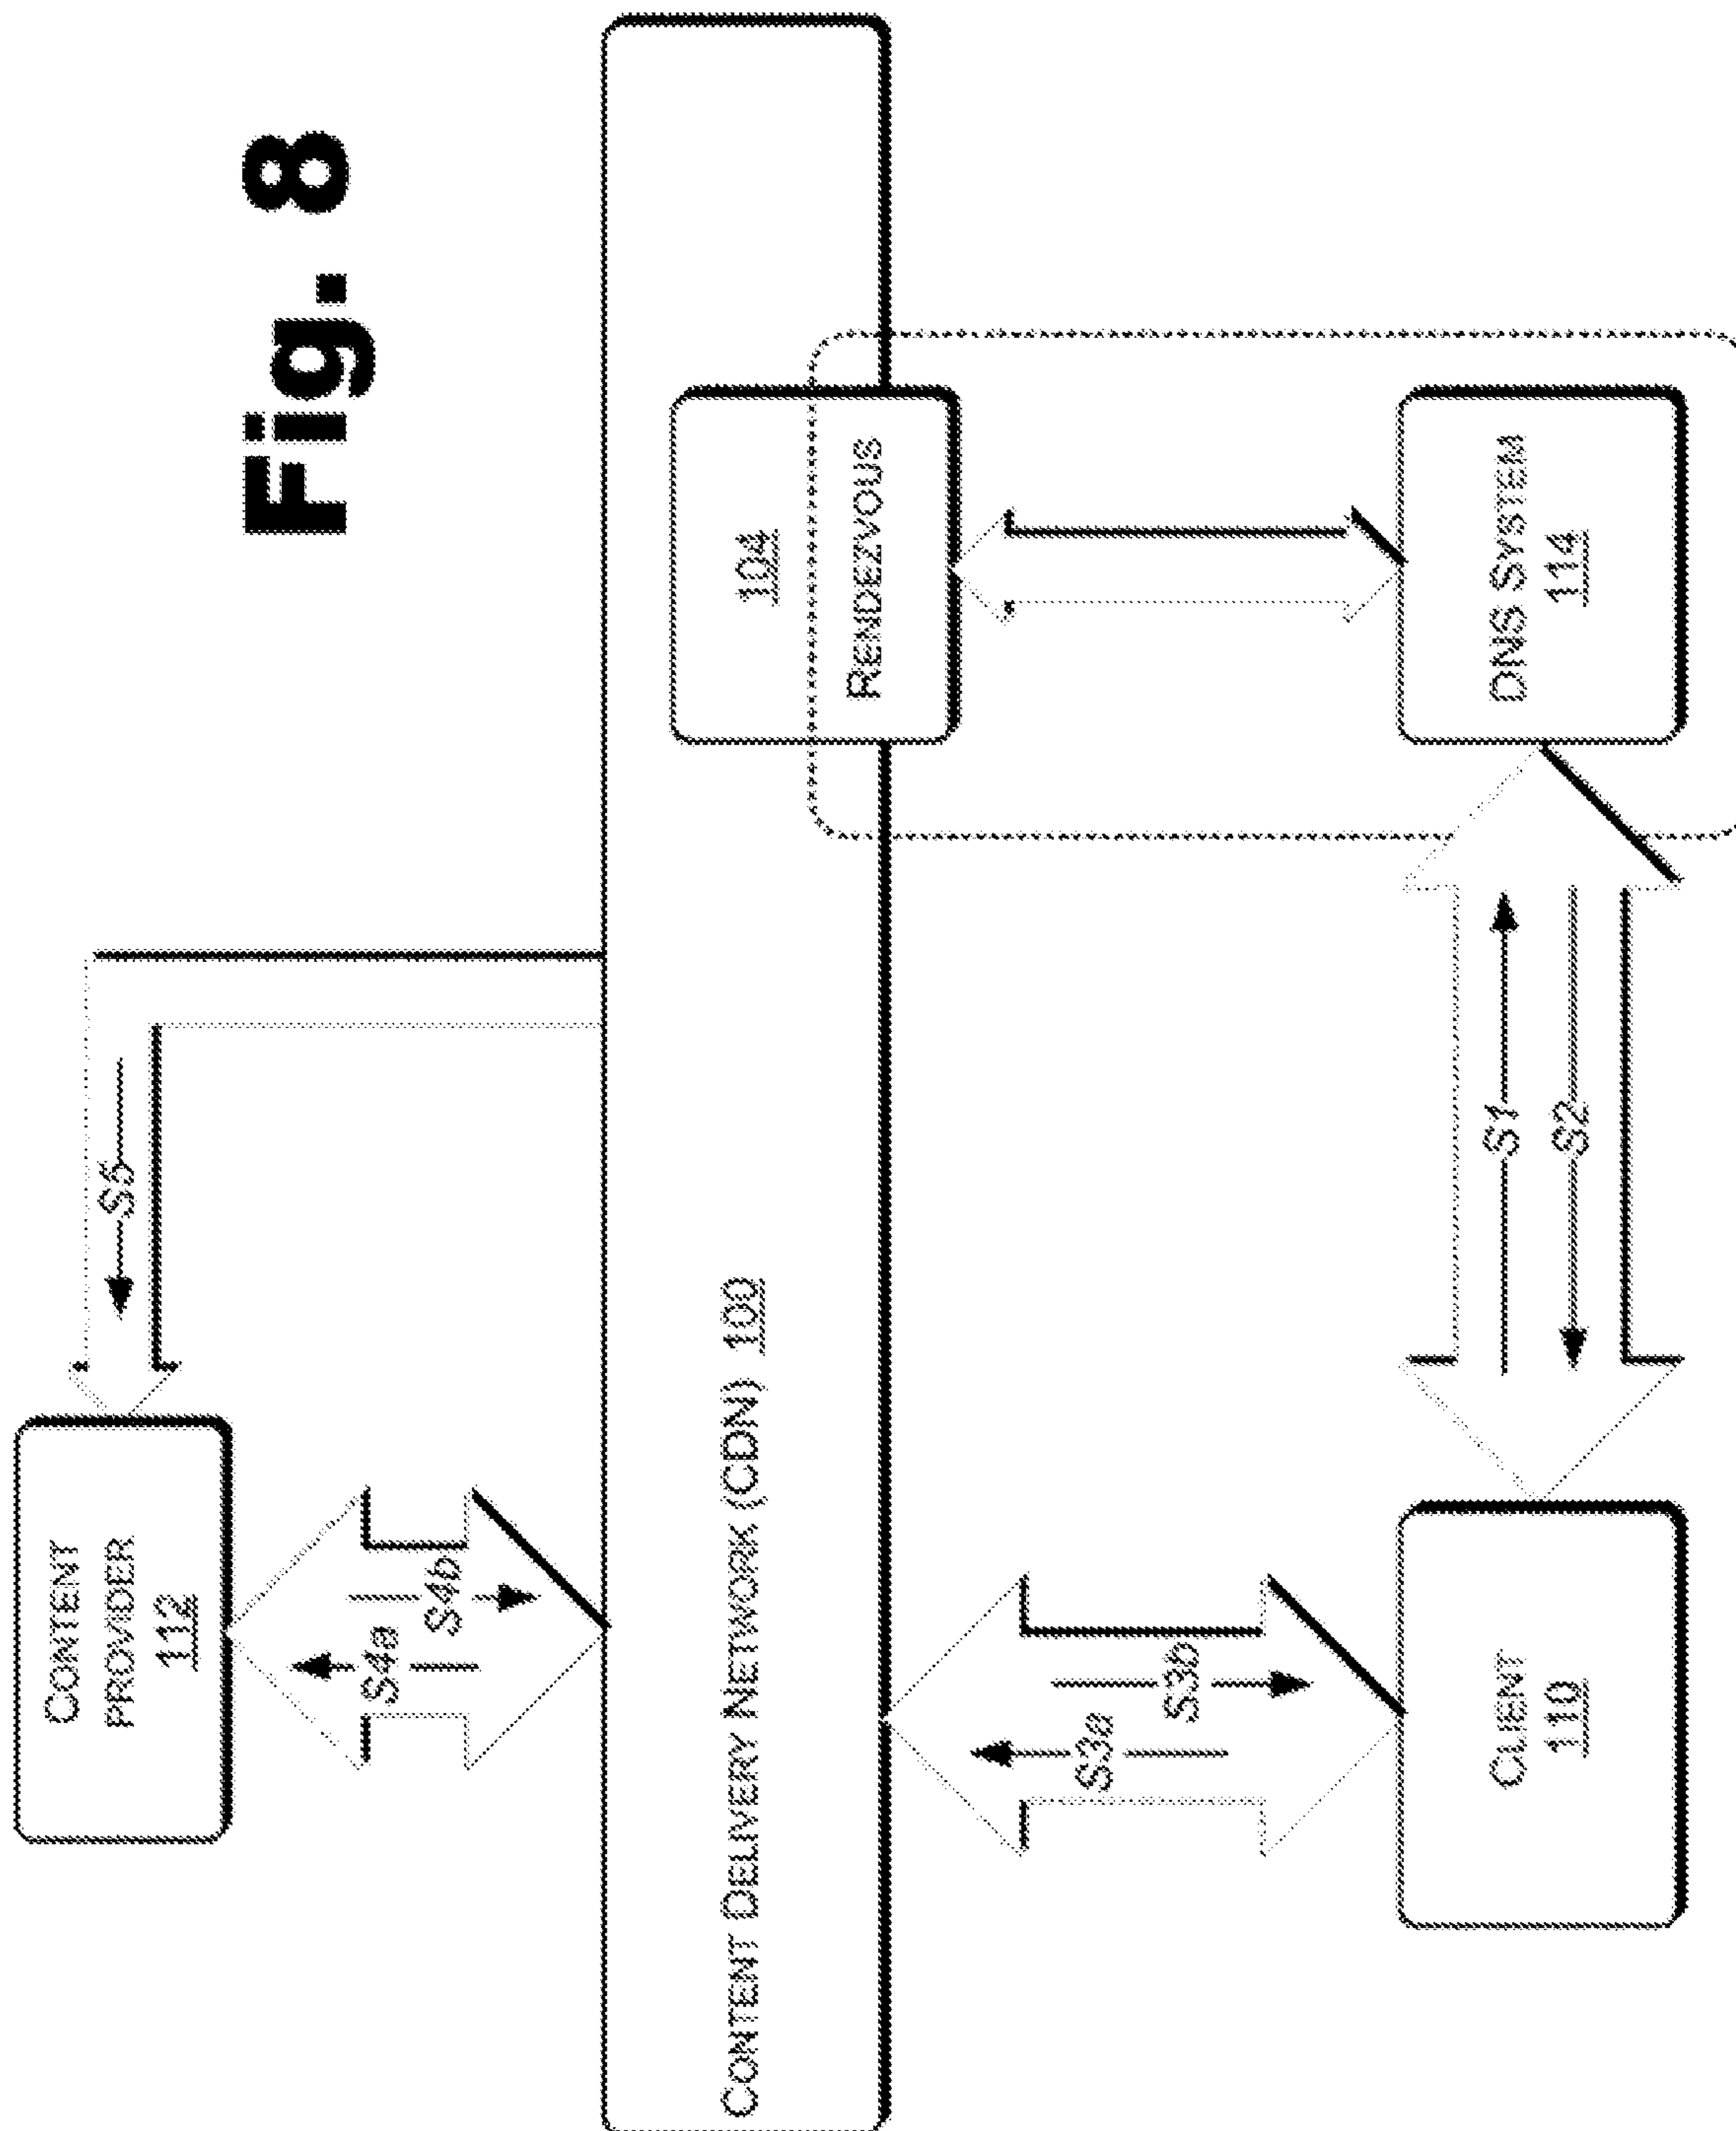 Fig. 8
CONTENT
PROVIDER
112
S5
S4a
S4b
CONTENT DELIVERY NETWORK (CDN) 100
104
RENDEZVOUS
S3a
S3b
S1
S2
CLIENT
110
DNS SYSTEM
114